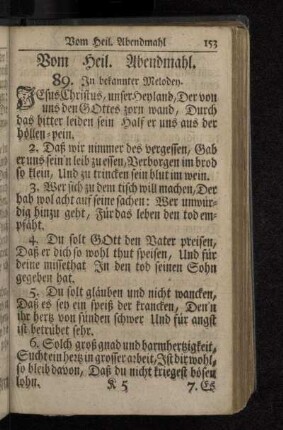 Vom Heil. Abendmahl 153
Vom Heil. Abendmahl.
89. In bekannter Melodey.
JEsus Christus, unser Heyland, Der von
uns den GOttes zorn wand, Durch
das bitter leiden sein Half er uns aus der
höllen-pein.
2. Daß wir nimmer des vergessen, Gab
er uns sein'n leib zu essen, Verborgen im brod
so klein, Und zu trincken sein blut im wein.
3. Wer sich zu dem tisch will machen, Der
hab wol acht auf seine sachen: Wer unwür-
dig hinzu geht, Für das leben den tod em-
pfäht.
4. Du solt GOtt den Vater preisen,
Daß er dich so wohl thut speisen, Und für
deine missethat In den tod seinen Sohn
gegeben hat.
5. Du solt gläuben und nicht wancken,
Daß es sey ein speiß der krancken, Den'n
ihr hertz von sünden schwer Und für angst
ist betrübet sehr.
6. Solch groß gnad und barmhertzigkeit,
Sucht ein hertz in grosser arbeit, Ist dir wohl,
so bleib davon, Daß du nicht kriegest bösen
lohn. K 5 7. Es